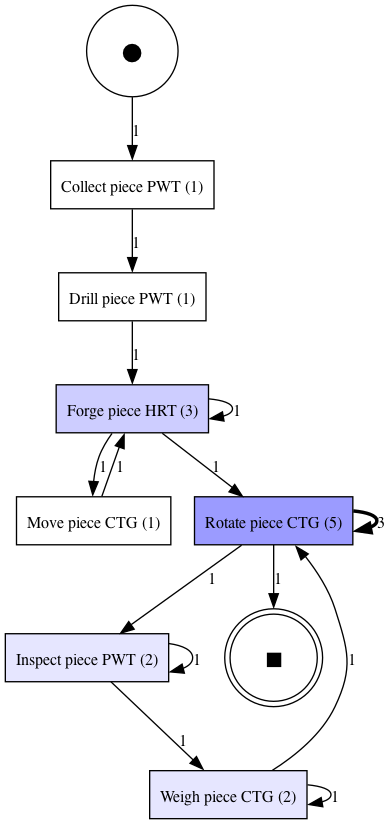 1
Collect piece PWT (1)
1
Drill piece PWT (1)
1
Forge piece HRT (3)
1
1
1
1
Move piece CTG (1)
Rotate piece CTG (5)
3
1
1
Inspect piece PWT (2)
1
1
1
Weigh piece CTG (2)
1